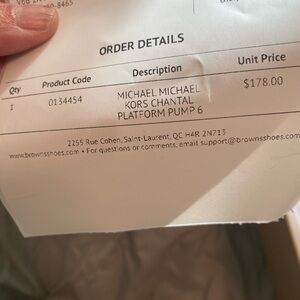 ORDER DETAILS
Qty Product Code Description Unit Price
1 0134454 MICHAEL MICHAEL $178.00
KORS CHANTAL
PLATFORM PUMP 6
2255 Rue Cohen, Saint-Laurent, QC H4R 2N713
www.brownsshoes.com • For questions or comments, email support@brownsshoes.com